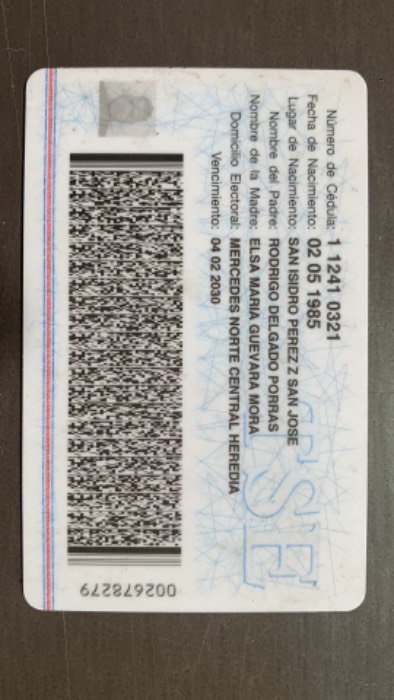 Número de Cédula: 1 1241 0321
Fecha de Nacimiento: 02 05 1985
Lugar de Nacimiento: SAN ISIDRO PEREZ Z SAN JOSE
Nombre del Padre: RODRIGO DELGADO PORRAS
Nombre de la Madre: ELSA MARIA GUEVARA MORA
Domicilio Electoral: MERCEDES NORTE CENTRAL HEREDIA
Vencimiento: 04 02 2030
TSE
002678279